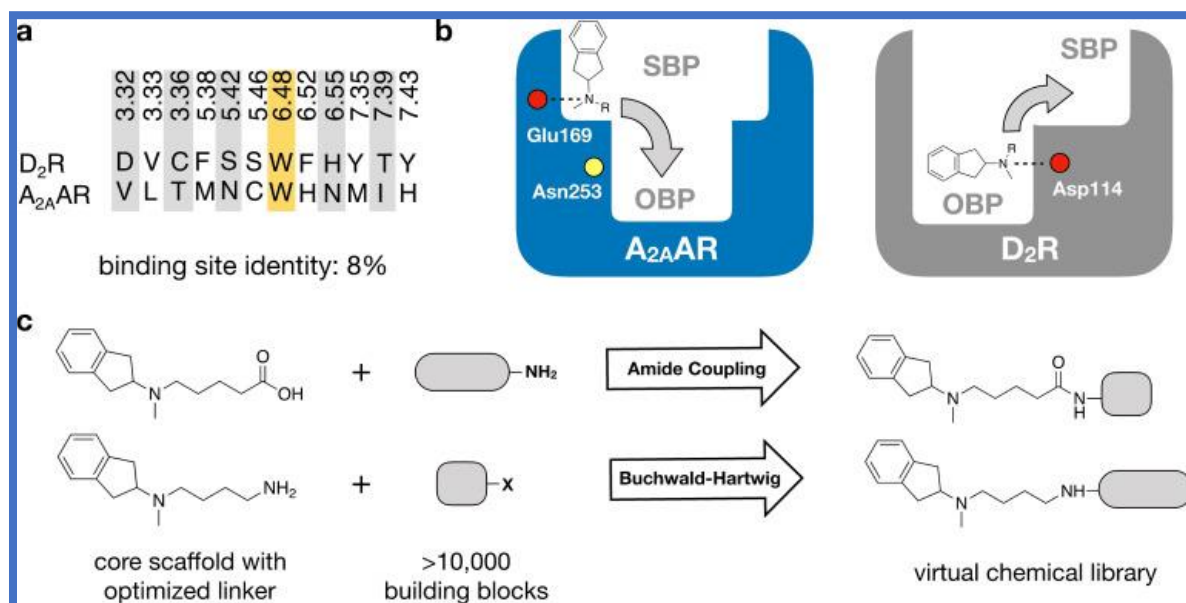 a
3.32 3.33 3.36 5.38 5.42 5.46 6.48 6.52 6.55 7.35 7.39 7.43
D2R D V C F S S W F H Y T Y
A2AAR V L T M N C W H N M I H
binding site identity: 8%
b
N
R
SBP
Glu169
Asn253
OBP
A2AAR
SBP
R
N
OBP
Asp114
D2R
c
N
O
OH
+
NH2
Amide Coupling
N
O
N
H
N
NH2
+
X
Buchwald-Hartwig
N
NH
core scaffold with
optimized linker
>10,000
building blocks
virtual chemical library